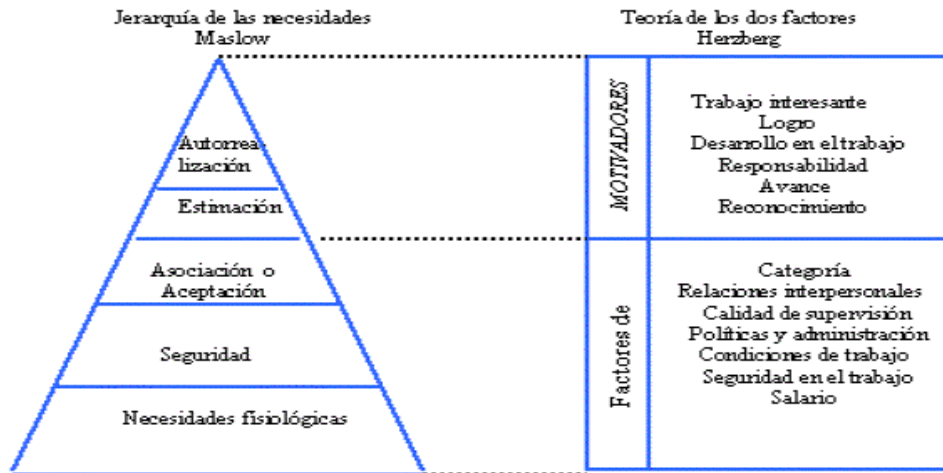 Jerarquía de las necesidades
Maslow
Autorrea-
lización
Estimación
Asociación o
Aceptación
Seguridad
Necesidades fisiológicas
Teoría de los dos factores
Herzberg
MOTIVADORES
Trabajo interesante
Logro
Desarrollo en el trabajo
Responsabilidad
Avance
Reconocimiento
Factores de
Categoría
Relaciones interpersonales
Calidad de supervisión
Políticas y administración
Condiciones de trabajo
Seguridad en el trabajo
Salario